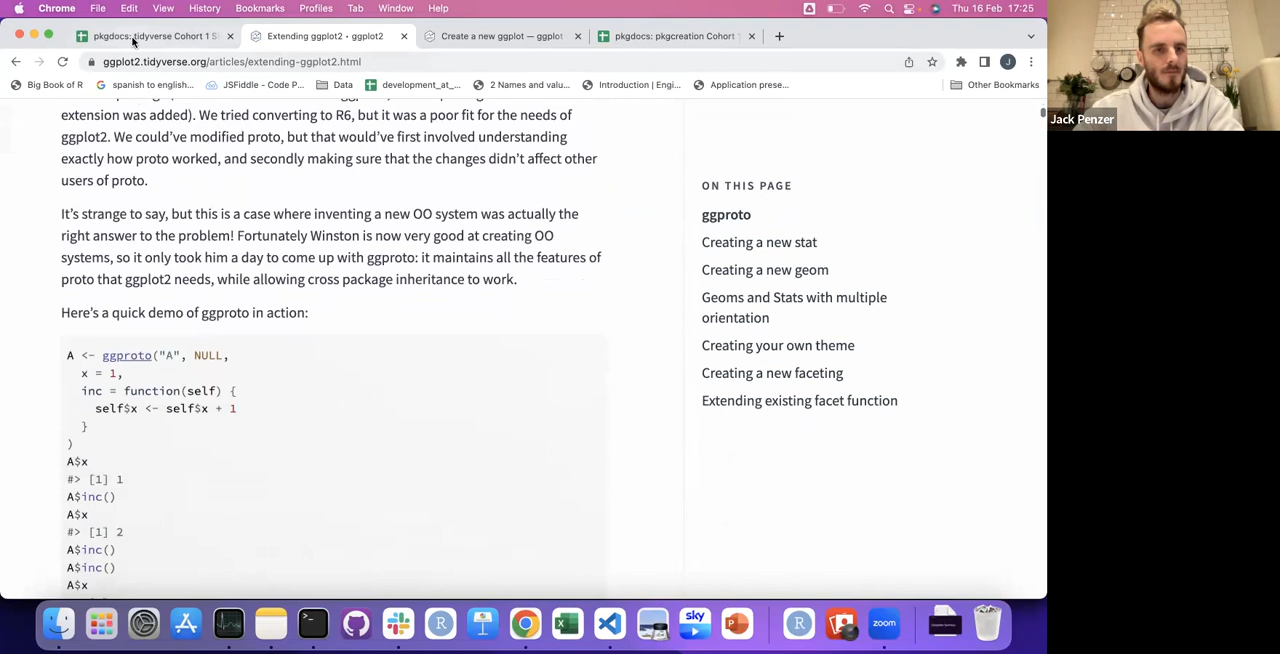 Chrome File Edit View History Bookmarks Profiles Tab Window Help Thu 16 Feb 17:25
pkgdocs: tidyverse Cohort 1 S Extending ggplot2 • ggplot2 Create a new ggplot — ggplot pkgdocs: pkgcreation Cohort
ggplot2.tidyverse.org/articles/extending-ggplot2.html J
Big Book of R spanish to english... JSFiddle - Code P... Data development_at_... 2 Names and valu... Introduction | Engi... Application prese... Other Bookmarks
extension was added). We tried converting to R6, but it was a poor fit for the needs of
ggplot2. We could've modified proto, but that would've first involved understanding
exactly how proto worked, and secondly making sure that the changes didn't affect other
users of proto.
It's strange to say, but this is a case where inventing a new OO system was actually the
right answer to the problem! Fortunately Winston is now very good at creating OO
systems, so it only took him a day to come up with ggproto: it maintains all the features of
proto that ggplot2 needs, while allowing cross package inheritance to work.
Here's a quick demo of ggproto in action:
A <- ggproto("A", NULL,
x = 1,
inc = function(self) {
self$x <- self$x + 1
}
)
A$x
#> [1] 1
A$inc()
A$x
#> [1] 2
A$inc()
A$inc()
A$x
ON THIS PAGE
ggproto
Creating a new stat
Creating a new geom
Geoms and Stats with multiple
orientation
Creating your own theme
Creating a new faceting
Extending existing facet function
Jack Penzer
sky
zoom